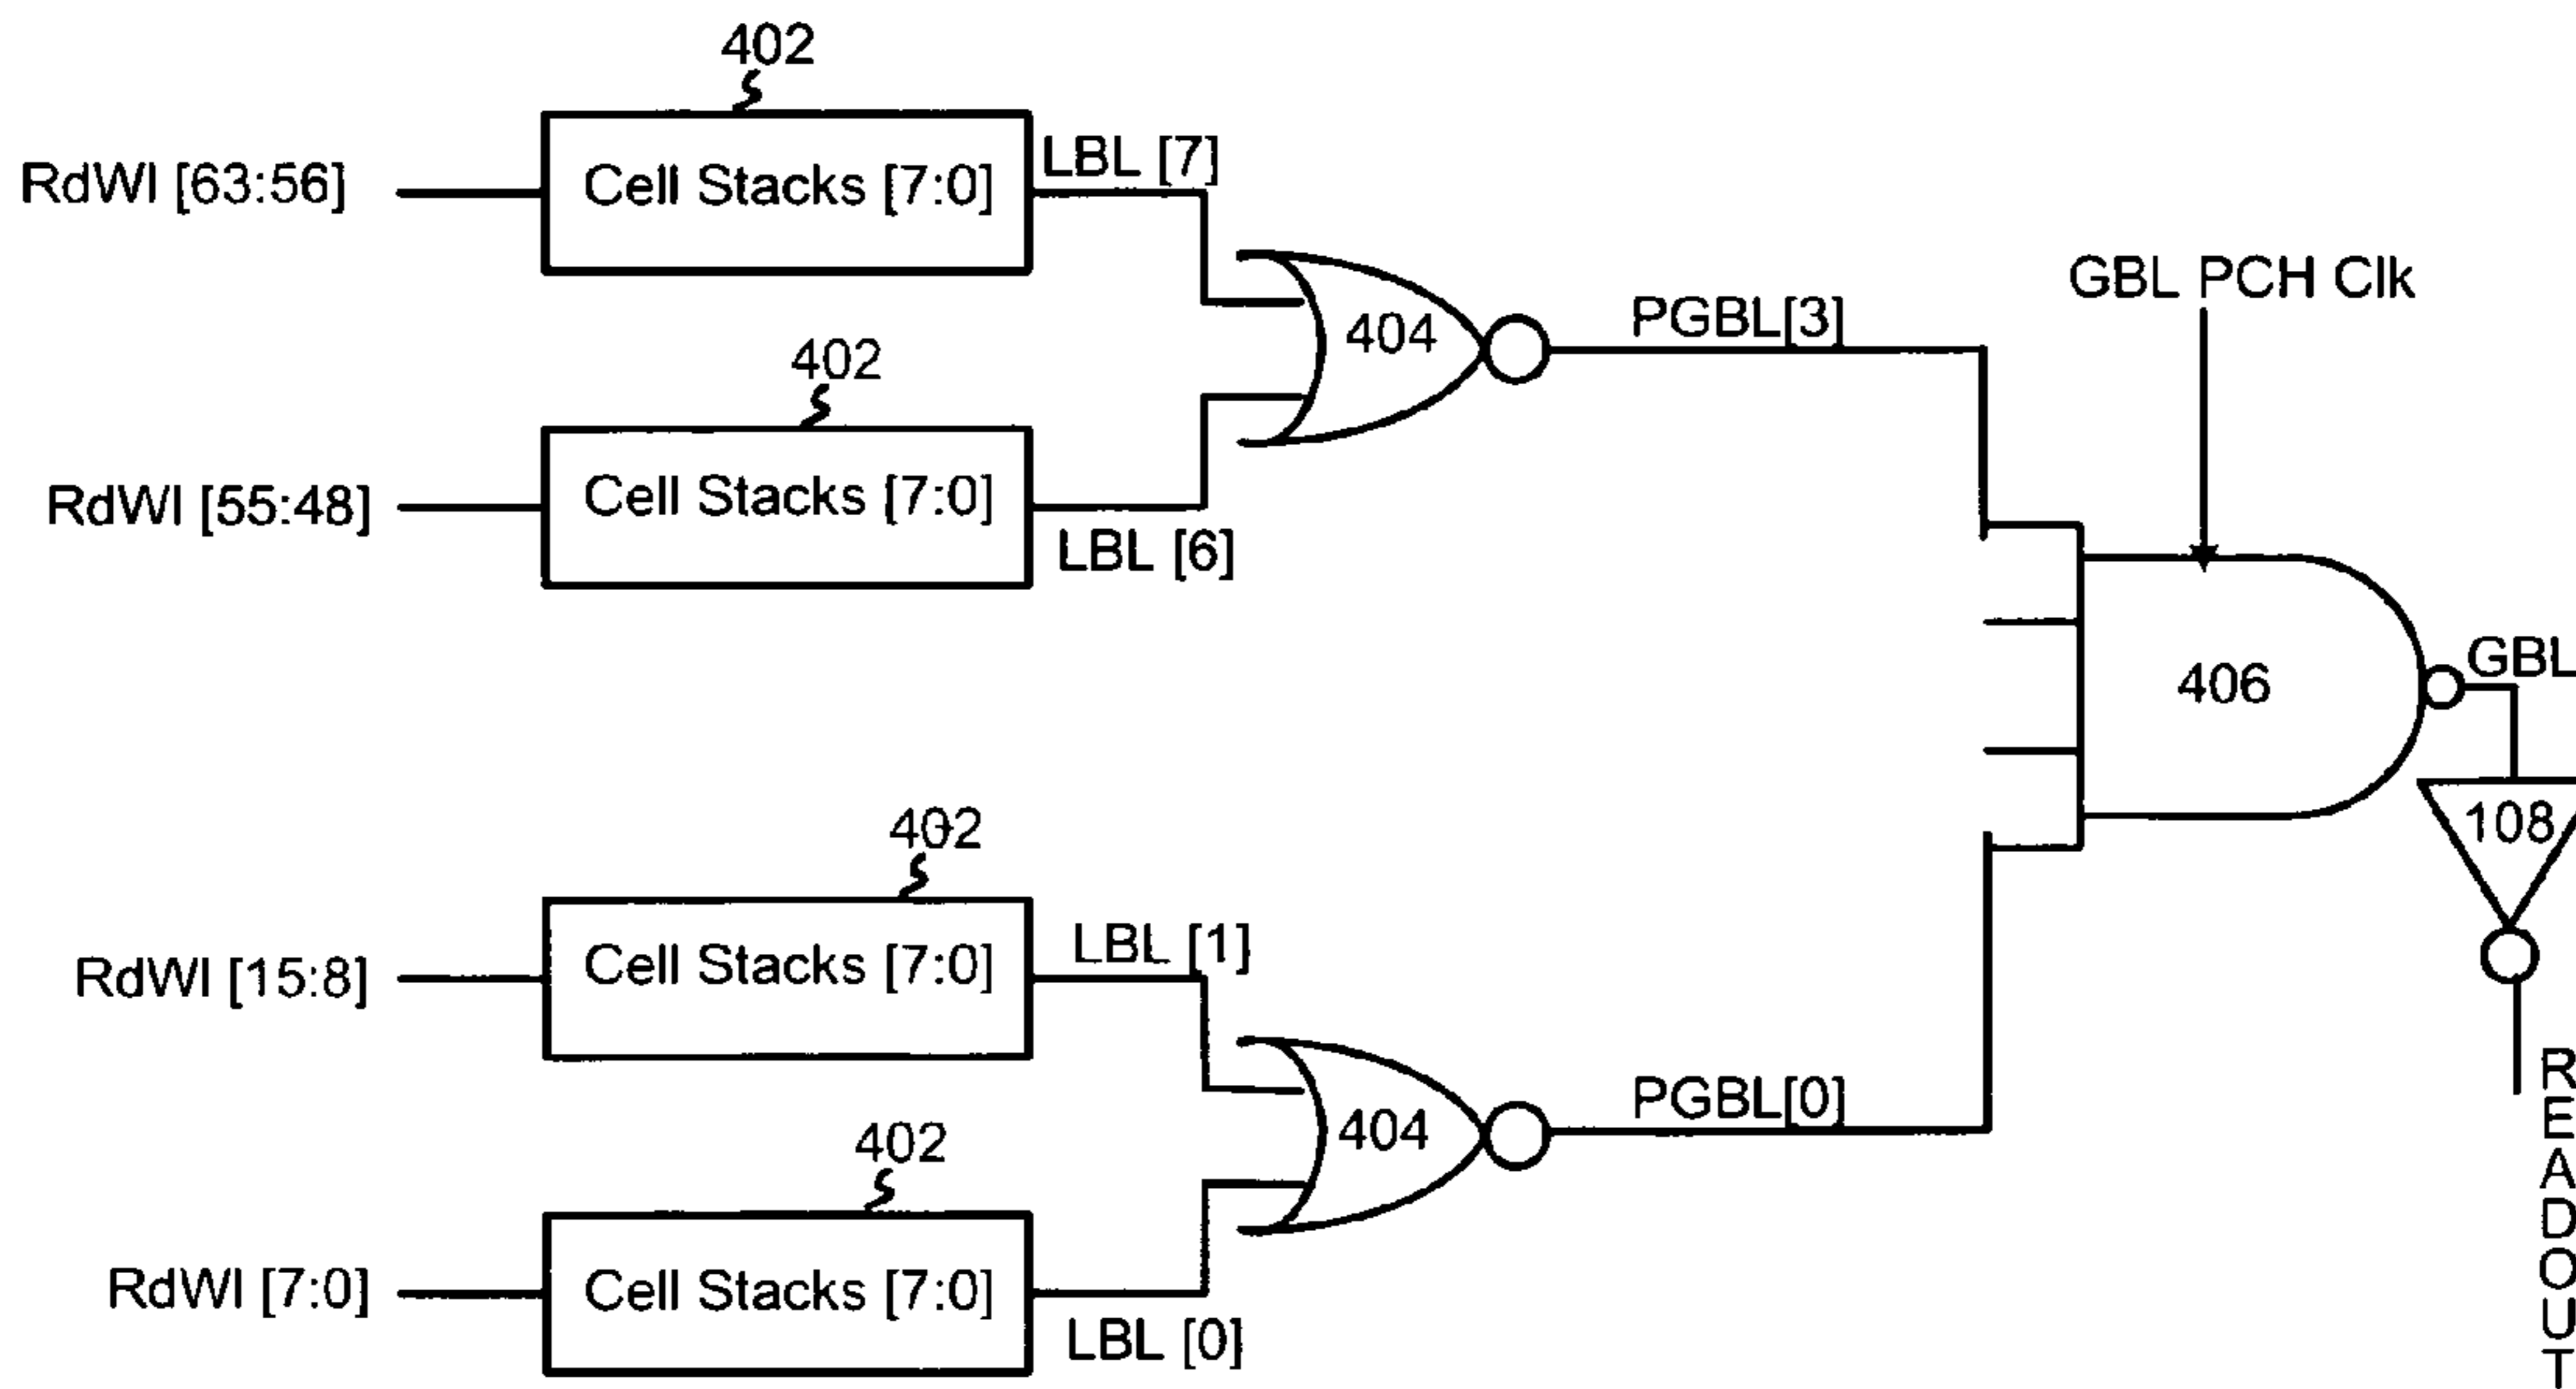 402
RdWl [63:56]
Cell Stacks [7:0]
LBL [7]
404
PGBL[3]
GBL PCH Clk
402
RdWl [55:48]
Cell Stacks [7:0]
LBL [6]
406
GBL
108
402
RdWl [15:8]
Cell Stacks [7:0]
LBL [1]
404
PGBL[0]
402
RdWl [7:0]
Cell Stacks [7:0]
LBL [0]
READOUT